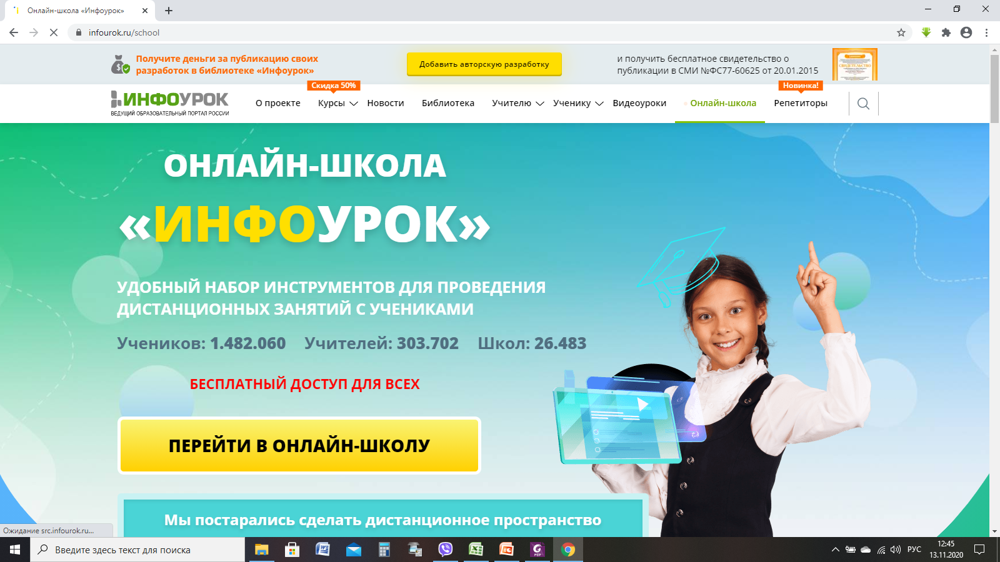 Онлайн-школа «Инфоурок»
infourok.ru/school
Получите деньги за публикацию своих
разработок в библиотеке «Инфоурок»
Добавить авторскую разработку
и получить бесплатное свидетельство о
публикации в СМИ №ФС77-60625 от 20.01.2015
СВИДЕТЕЛЬСТВО
Скидка 50%
Новинка!
ИНФОУРОК
ВЕДУЩИЙ ОБРАЗОВАТЕЛЬНЫЙ ПОРТАЛ РОССИИ
О проекте Курсы Новости Библиотека Учителю Ученику Видеоуроки Онлайн-школа Репетиторы
ОНЛАЙН-ШКОЛА
«ИНФОУРОК»
УДОБНЫЙ НАБОР ИНСТРУМЕНТОВ ДЛЯ ПРОВЕДЕНИЯ
ДИСТАНЦИОННЫХ ЗАНЯТИЙ С УЧЕНИКАМИ
Учеников: 1.482.060 Учителей: 303.702 Школ: 26.483
БЕСПЛАТНЫЙ ДОСТУП ДЛЯ ВСЕХ
ПЕРЕЙТИ В ОНЛАЙН-ШКОЛУ
Мы постарались сделать дистанционное пространство
Ожидание src.infourok.ru...
Введите здесь текст для поиска
РУС
12:45
13.11.2020